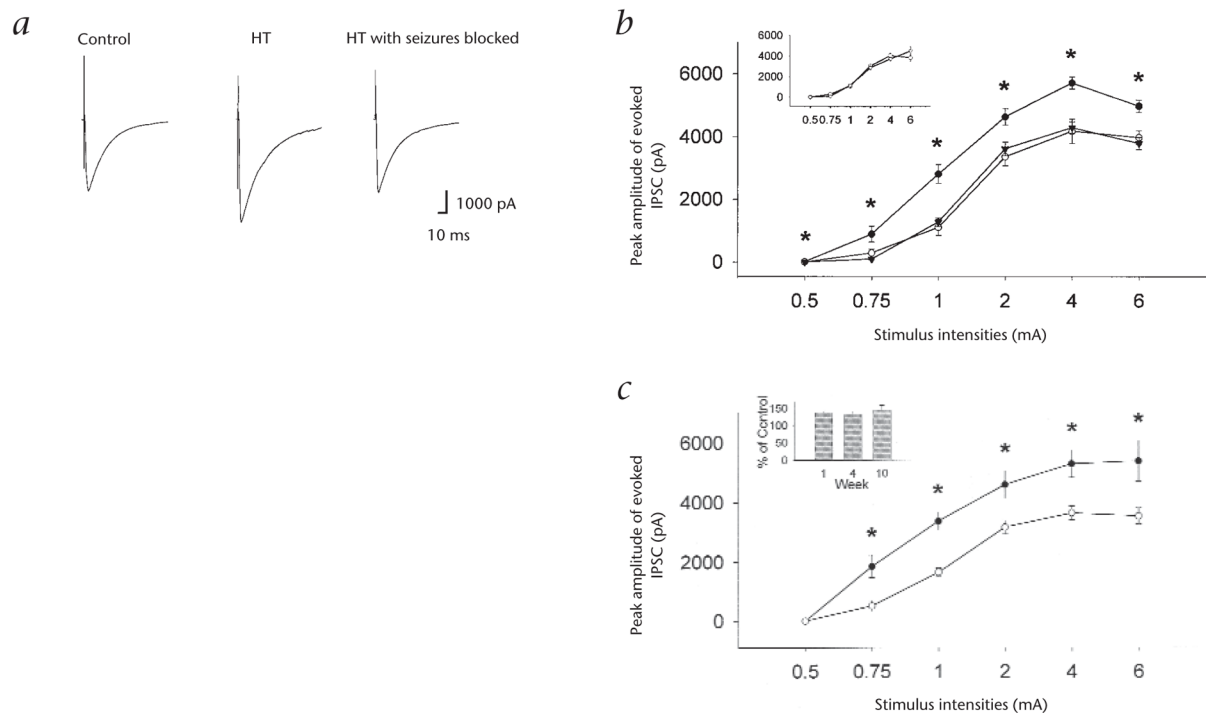 a
Control
HT
HT with seizures blocked
1000 pA
10 ms
b
Peak amplitude of evoked
IPSC (pA)
6000
4000
2000
0
0.5 0.75 1 2 4 6
6000
4000
2000
0
* * * * * *
0.5 0.75 1 2 4 6
Stimulus intensities (mA)
c
Peak amplitude of evoked
IPSC (pA)
% of Control
150
100
50
0
1 4 10
Week
6000
4000
2000
0
* * * * *
0.5 0.75 1 2 4 6
Stimulus intensities (mA)